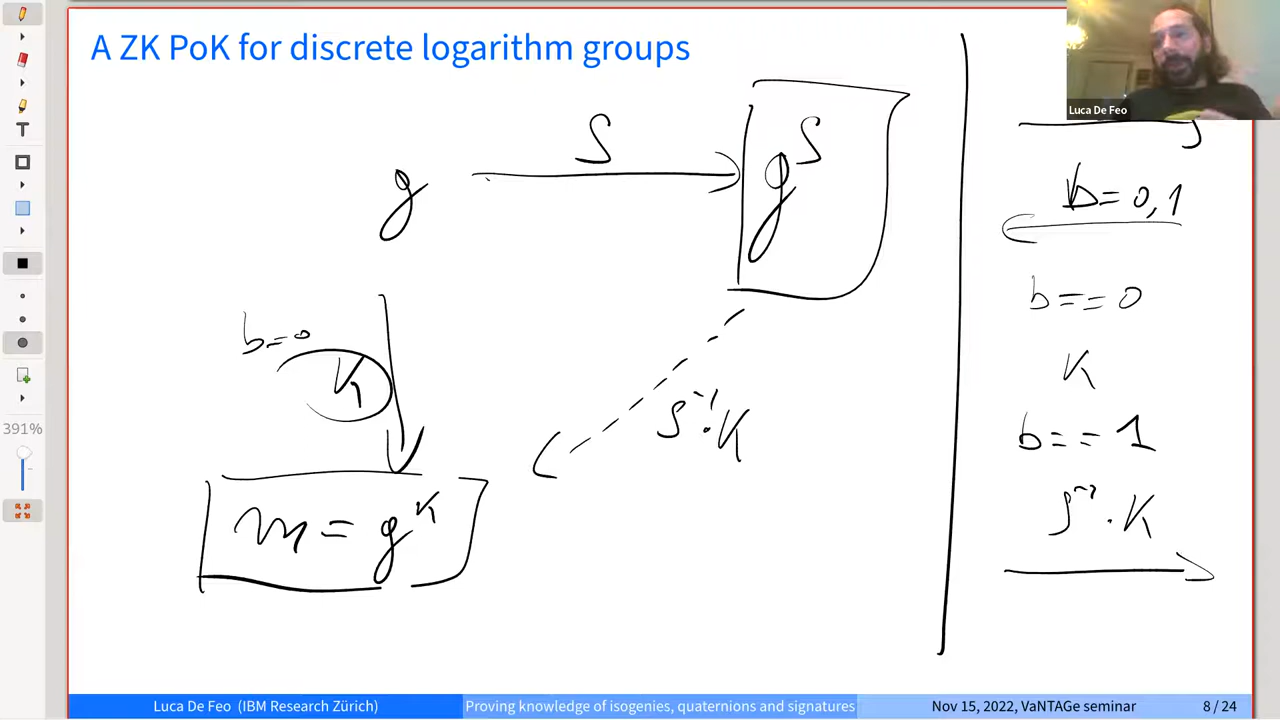 A ZK PoK for discrete logarithm groups
Luca De Feo
S
g
g^S
b=0,1
b==0
b=0
K
K
S^-1·K
b==1
m=g^K
S^-1·K
391%
Luca De Feo (IBM Research Zürich)
Proving knowledge of isogenies, quaternions and signatures
Nov 15, 2022, VaNTAGe seminar
8 / 24